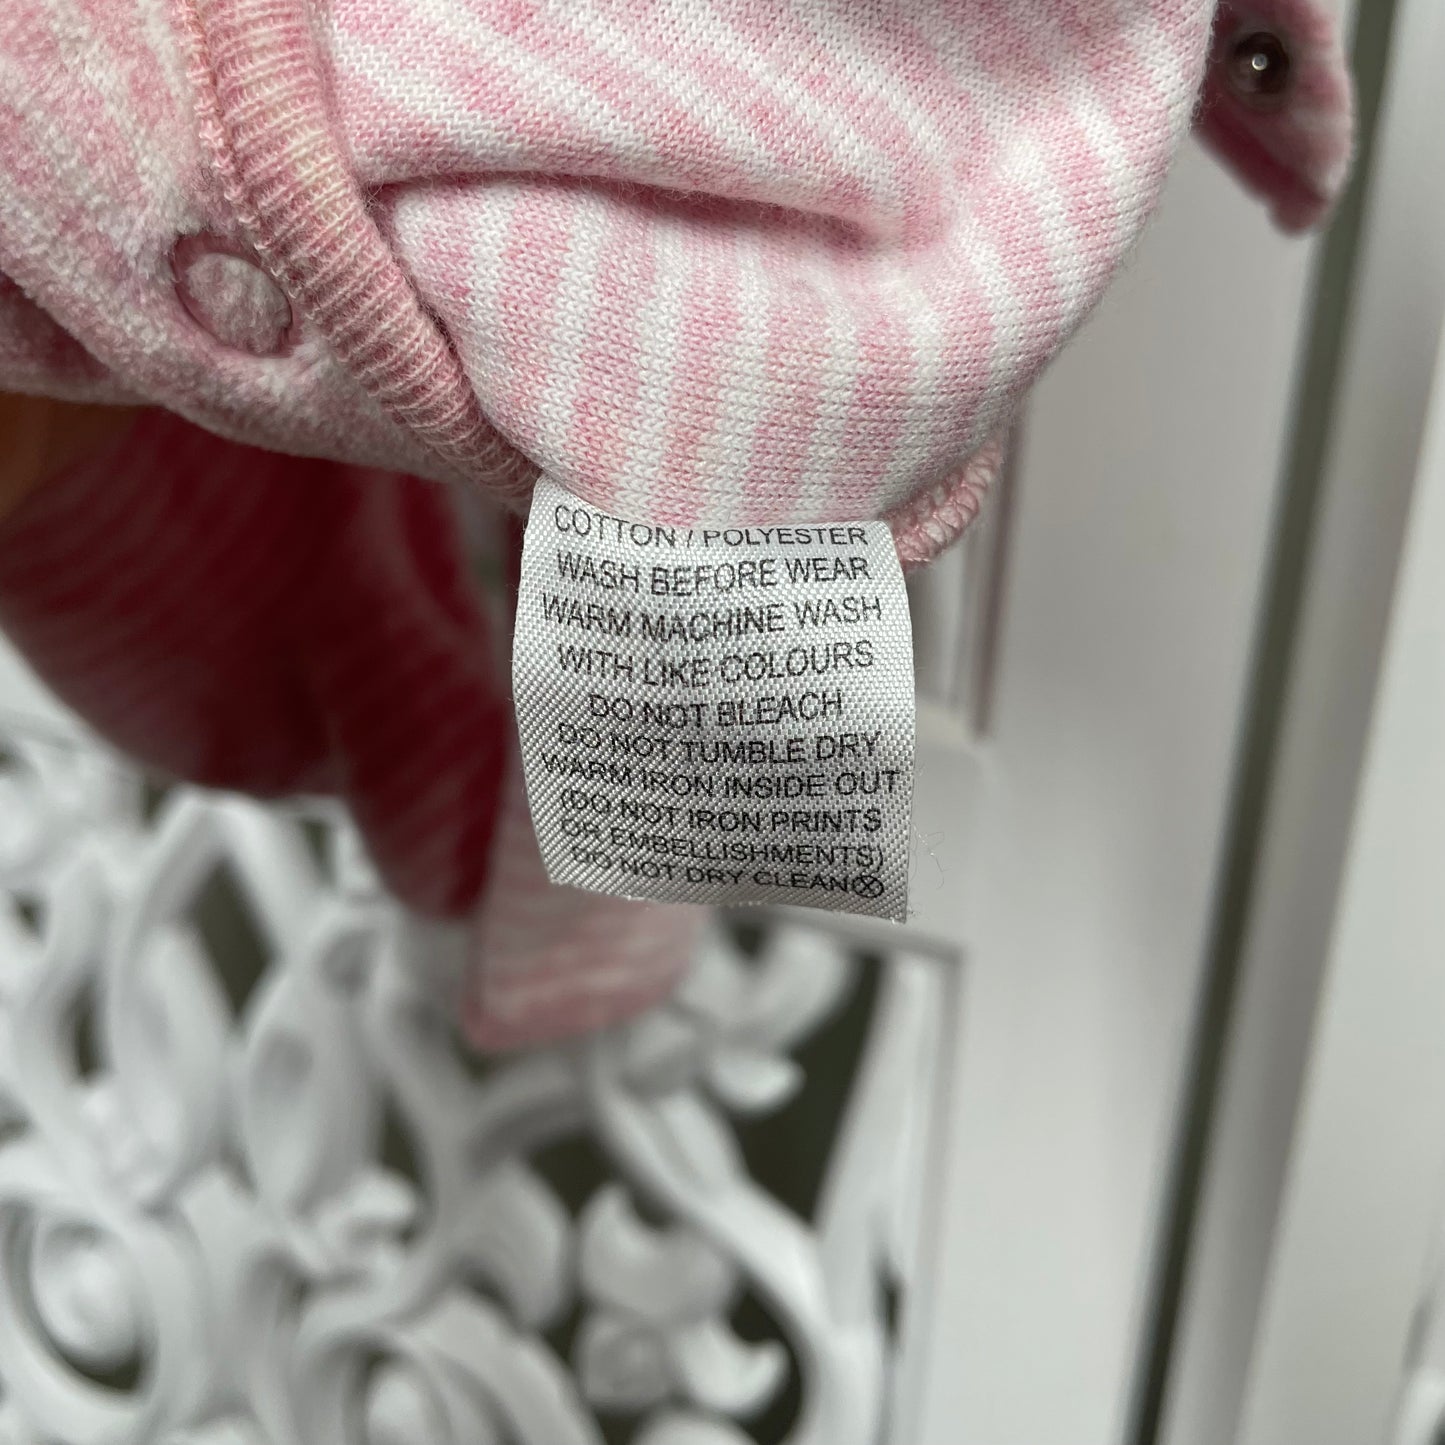 COTTON / POLYESTER
WASH BEFORE WEAR
WARM MACHINE WASH
WITH LIKE COLOURS
DO NOT BLEACH
DO NOT TUMBLE DRY
WARM IRON INSIDE OUT
(DO NOT IRON PRINTS
OR EMBELLISHMENTS)
DO NOT DRY CLEAN